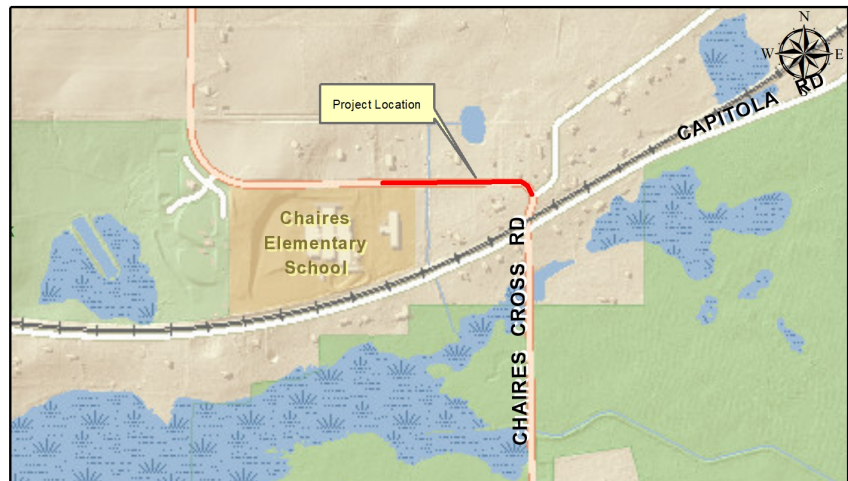 N
W
E
S
CAPITOLA RD
Project Location
Chaires
Elementary
School
CHAIRES CROSS RD